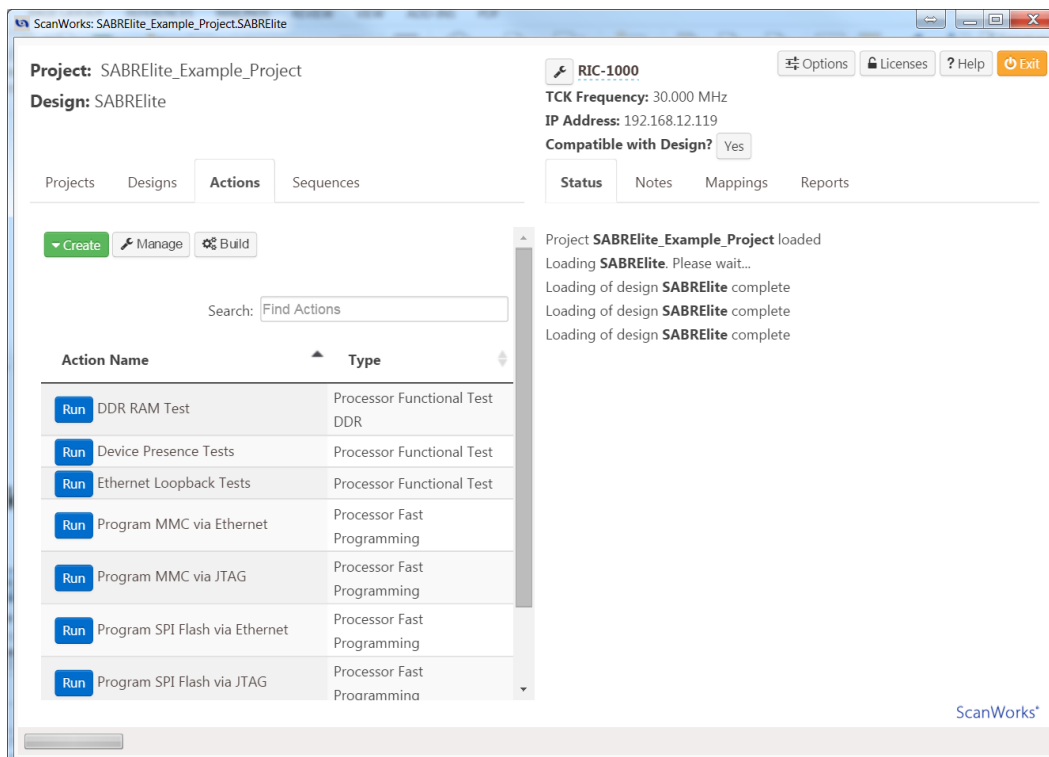 ScanWorks: SABRElite_Example_Project.SABRElite
Project: SABRElite_Example_Project
Design: SABRElite
RIC-1000
Options
Licenses
? Help
Exit
TCK Frequency: 30.000 MHz
IP Address: 192.168.12.119
Compatible with Design? Yes
Projects Designs Actions Sequences
Status Notes Mappings Reports
Create Manage Build
Search: Find Actions
Action Name Type
Run DDR RAM Test Processor Functional Test
DDR
Run Device Presence Tests Processor Functional Test
Run Ethernet Loopback Tests Processor Functional Test
Run Program MMC via Ethernet Processor Fast
Programming
Run Program MMC via JTAG Processor Fast
Programming
Run Program SPI Flash via Ethernet Processor Fast
Programming
Run Program SPI Flash via JTAG Processor Fast
Programming
Project SABRElite_Example_Project loaded
Loading SABRElite. Please wait...
Loading of design SABRElite complete
Loading of design SABRElite complete
Loading of design SABRElite complete
ScanWorks®